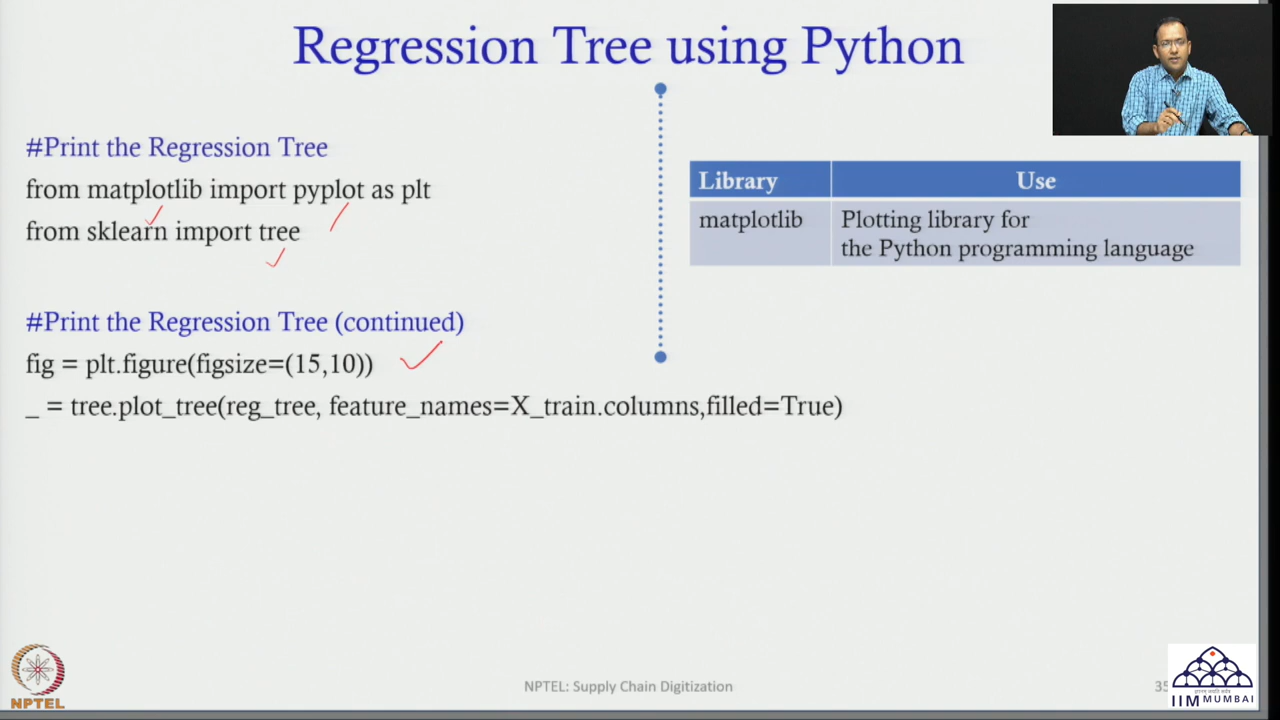 Regression Tree using Python
#Print the Regression Tree
from matplotlib import pyplot as plt
from sklearn import tree
#Print the Regression Tree (continued)
fig = plt.figure(figsize=(15,10))
_ = tree.plot_tree(reg_tree, feature_names=X_train.columns,filled=True)
Library Use
matplotlib Plotting library for
the Python programming language
NPTEL
NPTEL: Supply Chain Digitization
35
IIM MUMBAI